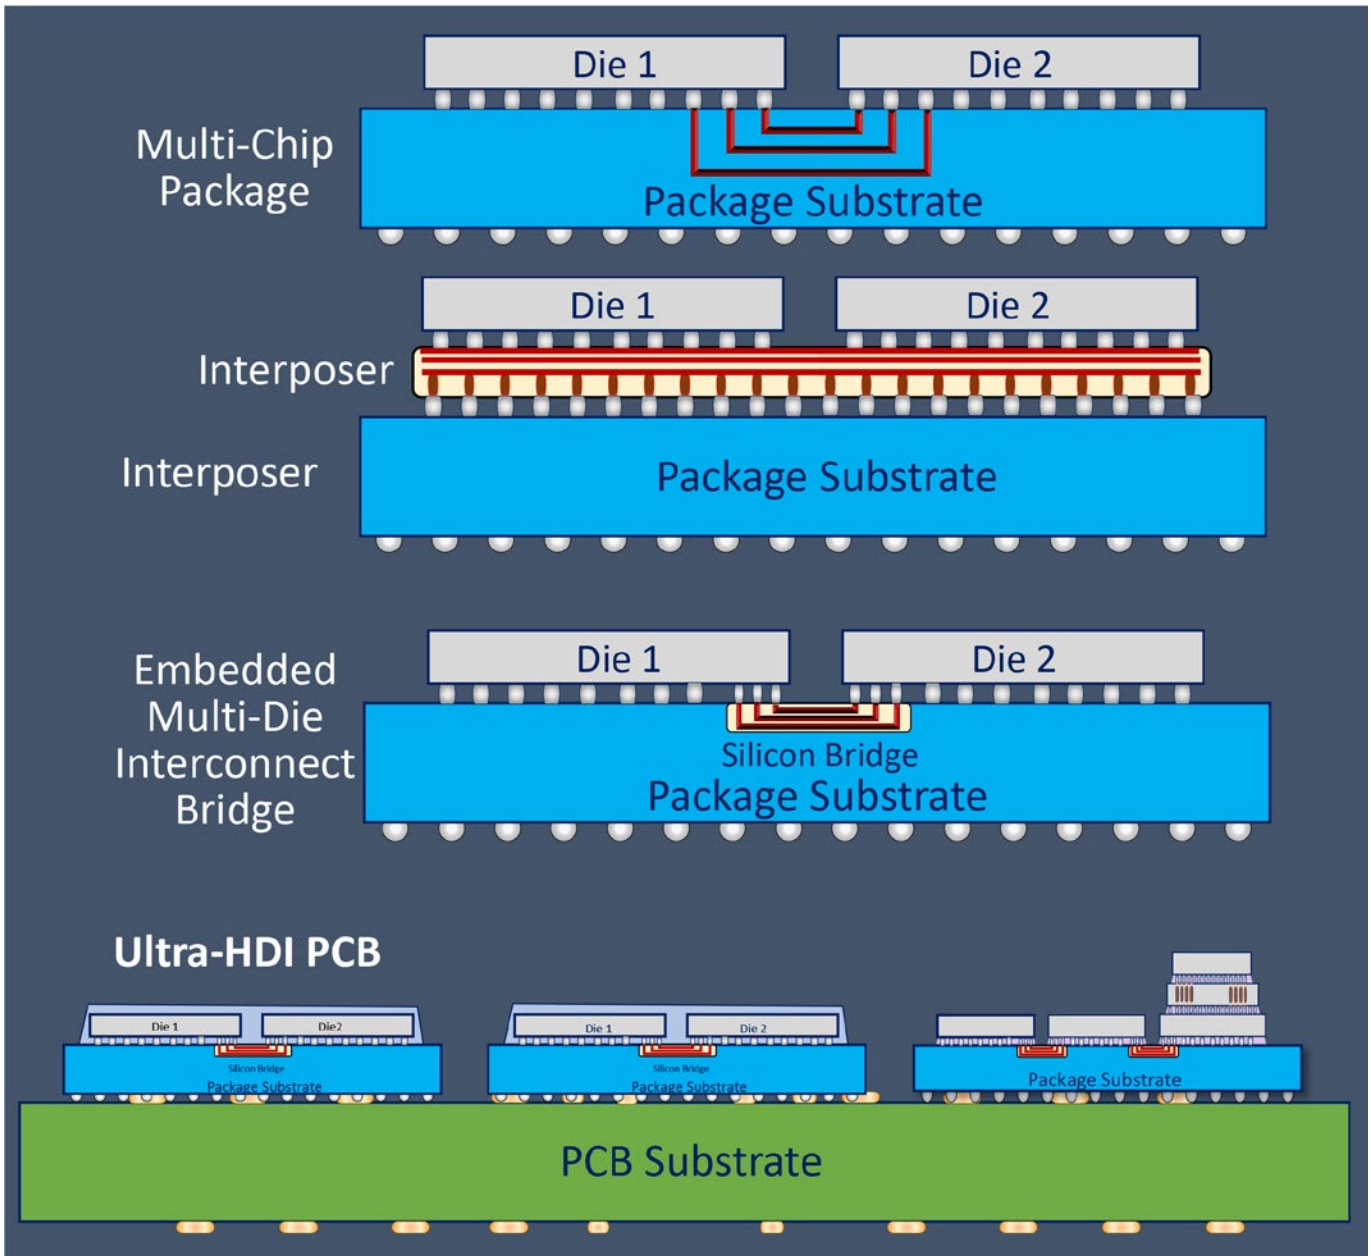 Die 1
Die 2
Multi-Chip
Package
Package Substrate
Die 1
Die 2
Interposer
Interposer
Package Substrate
Die 1
Die 2
Embedded
Multi-Die
Interconnect
Bridge
Silicon Bridge
Package Substrate
Ultra-HDI PCB
Die 1
Die2
Silicon Bridge
Package Substrate
Die 1
Die 2
Silicon Bridge
Package Substrate
Package Substrate
PCB Substrate